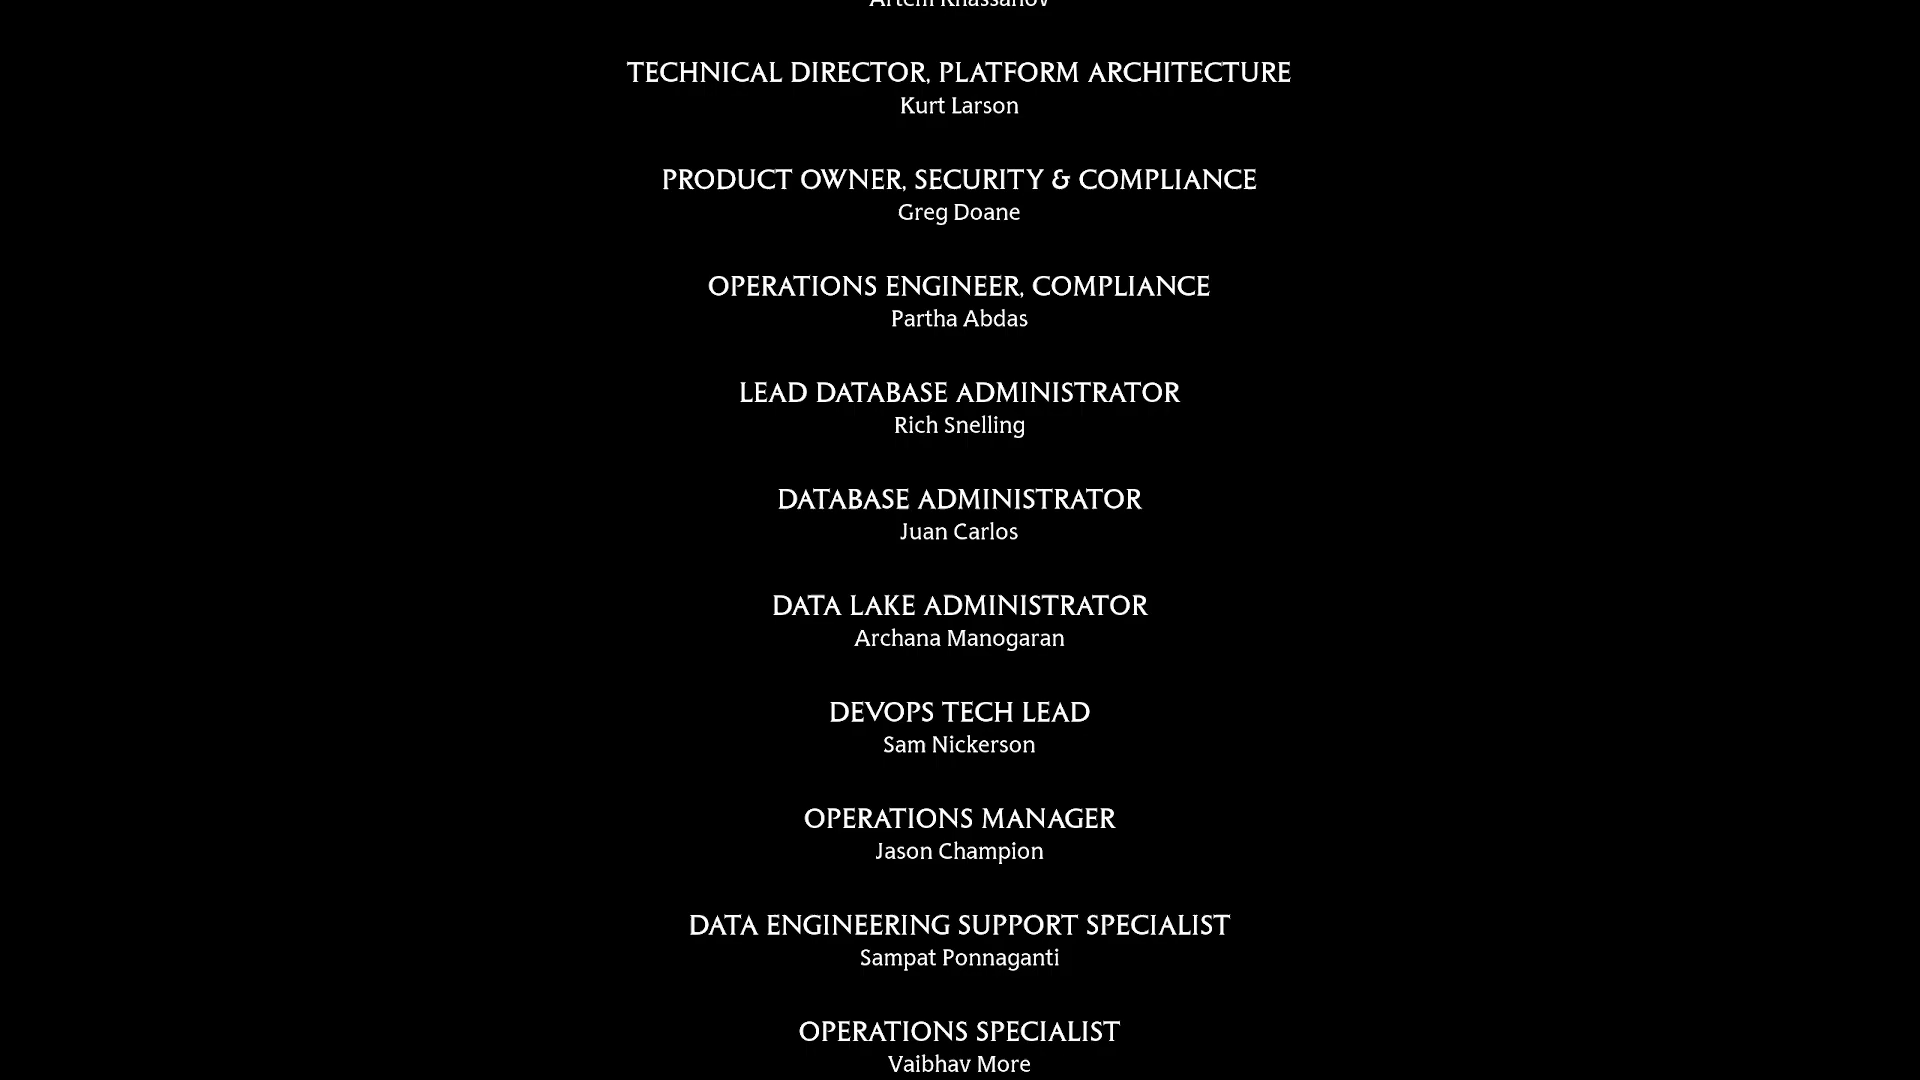 TECHNICAL DIRECTOR, PLATFORM ARCHITECTURE
Kurt Larson
PRODUCT OWNER, SECURITY & COMPLIANCE
Greg Doane
OPERATIONS ENGINEER, COMPLIANCE
Partha Abdas
LEAD DATABASE ADMINISTRATOR
Rich Snelling
DATABASE ADMINISTRATOR
Juan Carlos
DATA LAKE ADMINISTRATOR
Archana Manogaran
DEVOPS TECH LEAD
Sam Nickerson
OPERATIONS MANAGER
Jason Champion
DATA ENGINEERING SUPPORT SPECIALIST
Sampat Ponnaganti
OPERATIONS SPECIALIST
Vaibhav More